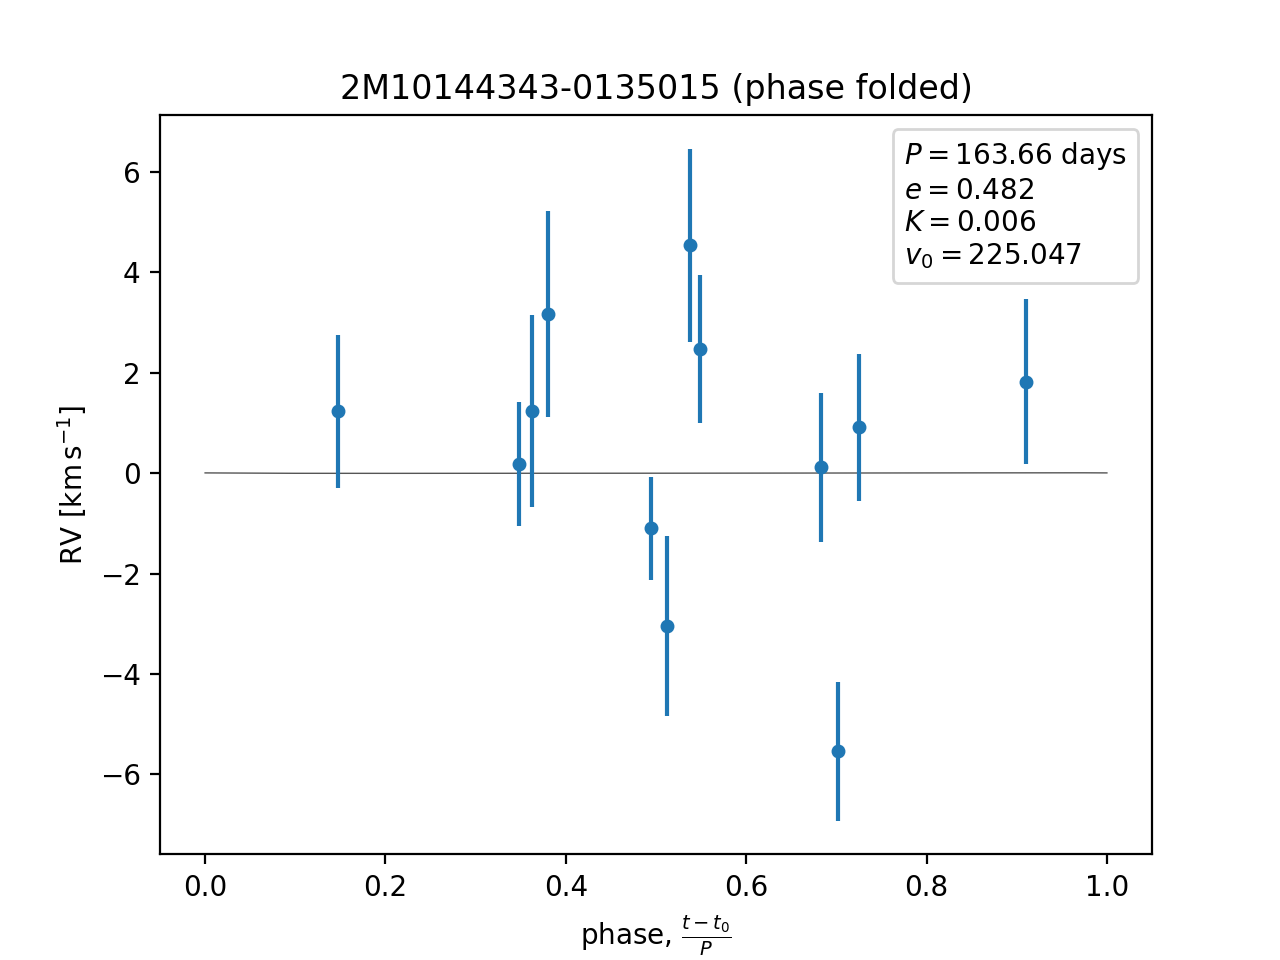 2M10144343-0135015 (phase folded)
P = 163.66 days
e = 0.482
K = 0.006
v₀ = 225.047
6
4
2
0
−2
−4
−6
RV [km s⁻¹]
0.0 0.2 0.4 0.6 0.8 1.0
phase, (t − t₀)/P